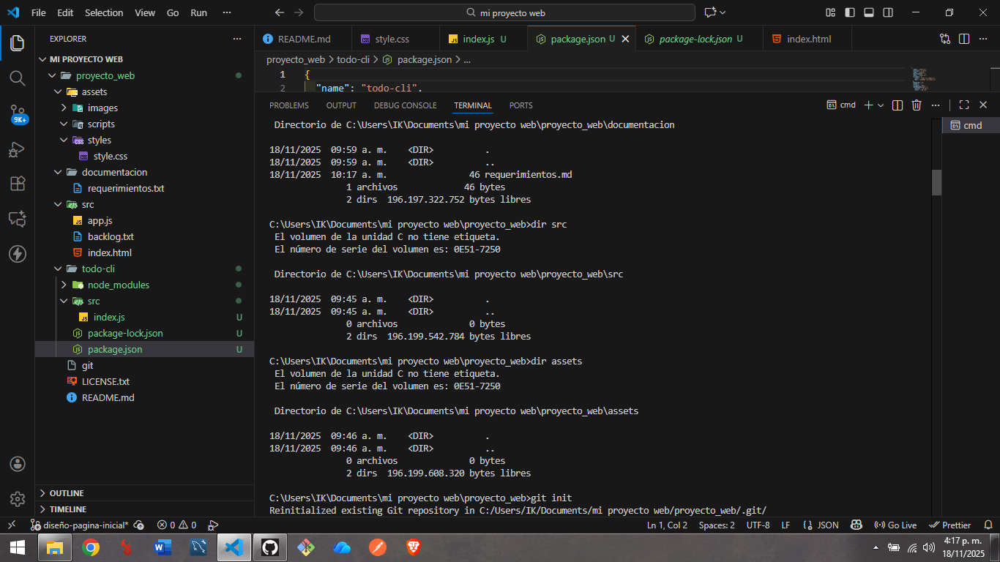 File Edit Selection View Go Run ··· mi proyecto web
EXPLORER ···
MI PROYECTO WEB
proyecto_web
assets
images
scripts
styles
style.css
documentacion
requerimientos.txt
src
app.js
backlog.txt
index.html
todo-cli
node_modules
src
index.js U
package-lock.json U
package.json U
git
LICENSE.txt
README.md
OUTLINE
TIMELINE
9K+
README.md style.css index.js U package.json U package-lock.json U index.html
proyecto_web > todo-cli > package.json > ...
1 {
2 "name": "todo-cli",
PROBLEMS OUTPUT DEBUG CONSOLE TERMINAL PORTS cmd
cmd
Directorio de C:\Users\IK\Documents\mi proyecto web\proyecto_web\documentacion
18/11/2025 09:59 a. m. <DIR> .
18/11/2025 09:59 a. m. <DIR> ..
18/11/2025 10:17 a. m. 46 requerimientos.md
1 archivos 46 bytes
2 dirs 196.197.322.752 bytes libres
C:\Users\IK\Documents\mi proyecto web\proyecto_web>dir src
El volumen de la unidad C no tiene etiqueta.
El número de serie del volumen es: 0E51-7250
Directorio de C:\Users\IK\Documents\mi proyecto web\proyecto_web\src
18/11/2025 09:45 a. m. <DIR> .
18/11/2025 09:45 a. m. <DIR> ..
0 archivos 0 bytes
2 dirs 196.199.542.784 bytes libres
C:\Users\IK\Documents\mi proyecto web\proyecto_web>dir assets
El volumen de la unidad C no tiene etiqueta.
El número de serie del volumen es: 0E51-7250
Directorio de C:\Users\IK\Documents\mi proyecto web\proyecto_web\assets
18/11/2025 09:46 a. m. <DIR> .
18/11/2025 09:46 a. m. <DIR> ..
0 archivos 0 bytes
2 dirs 196.199.608.320 bytes libres
C:\Users\IK\Documents\mi proyecto web\proyecto_web>git init
Reinitialized existing Git repository in C:/Users/IK/Documents/mi proyecto web/proyecto_web/.git/
diseño-pagina-inicial* 0 0 Ln 1, Col 2 Spaces: 2 UTF-8 LF {} JSON Go Live Prettier
4:17 p. m.
18/11/2025